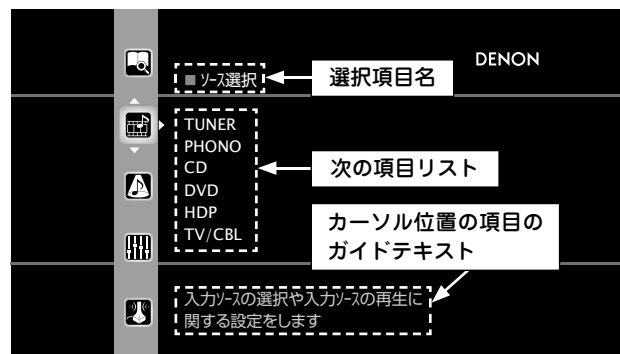 DENON
■ ソース選択
選択項目名
TUNER
PHONO
CD
DVD
HDP
TV/CBL
次の項目リスト
カーソル位置の項目の
ガイドテキスト
入力ソースの選択や入力ソースの再生に
関する設定をします